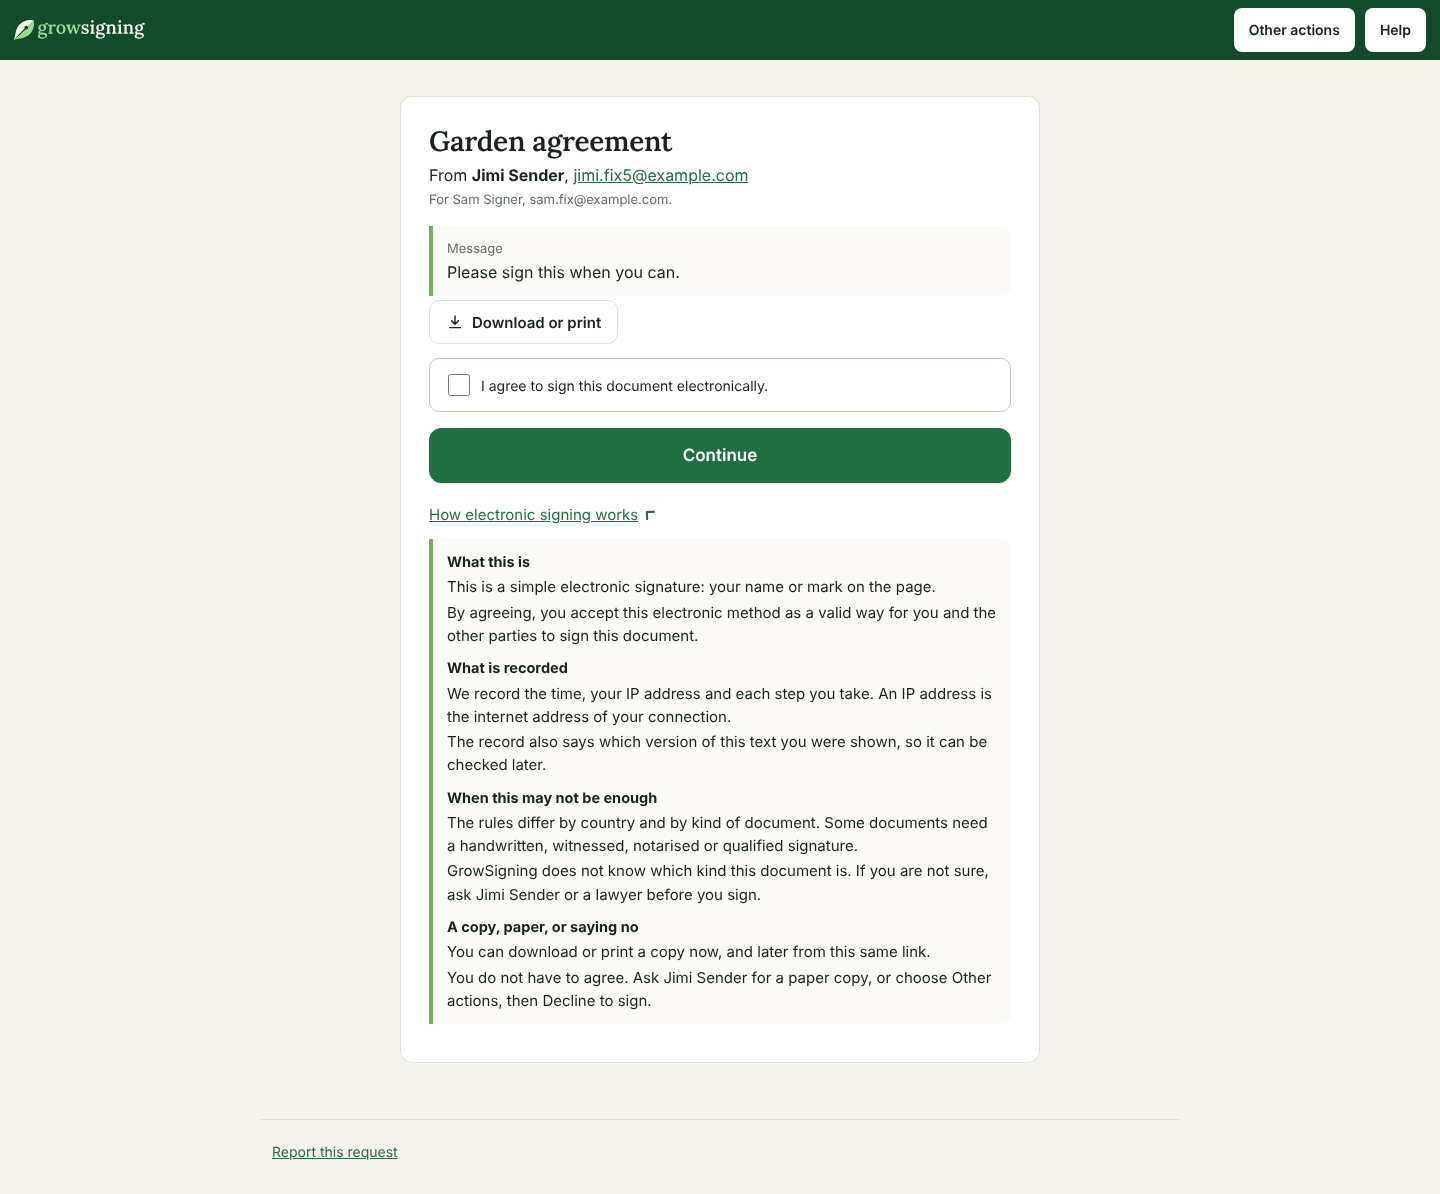 growsigning
Other actions
Help
Garden agreement
From Jimi Sender, jimi.fix5@example.com
For Sam Signer, sam.fix@example.com.
Message
Please sign this when you can.
Download or print
I agree to sign this document electronically.
Continue
How electronic signing works
What this is
This is a simple electronic signature: your name or mark on the page.
By agreeing, you accept this electronic method as a valid way for you and the
other parties to sign this document.
What is recorded
We record the time, your IP address and each step you take. An IP address is
the internet address of your connection.
The record also says which version of this text you were shown, so it can be
checked later.
When this may not be enough
The rules differ by country and by kind of document. Some documents need
a handwritten, witnessed, notarised or qualified signature.
GrowSigning does not know which kind this document is. If you are not sure,
ask Jimi Sender or a lawyer before you sign.
A copy, paper, or saying no
You can download or print a copy now, and later from this same link.
You do not have to agree. Ask Jimi Sender for a paper copy, or choose Other
actions, then Decline to sign.
Report this request